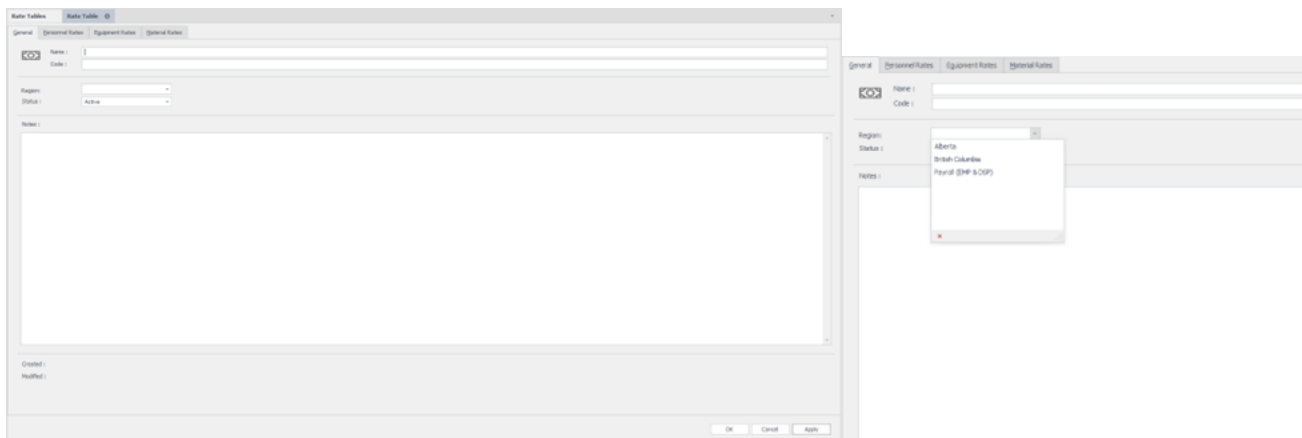 Rate Tables Rate Table
General Personnel Rates Equipment Rates Material Rates
Name :
Code :
Region:
Status : Active
Notes :
Created :
Modified :
OK Cancel Apply
General Personnel Rates Equipment Rates Material Rates
Name :
Code :
Region:
Status :
Alberta
British Columbia
Payroll (EMP & DSP)
Notes :